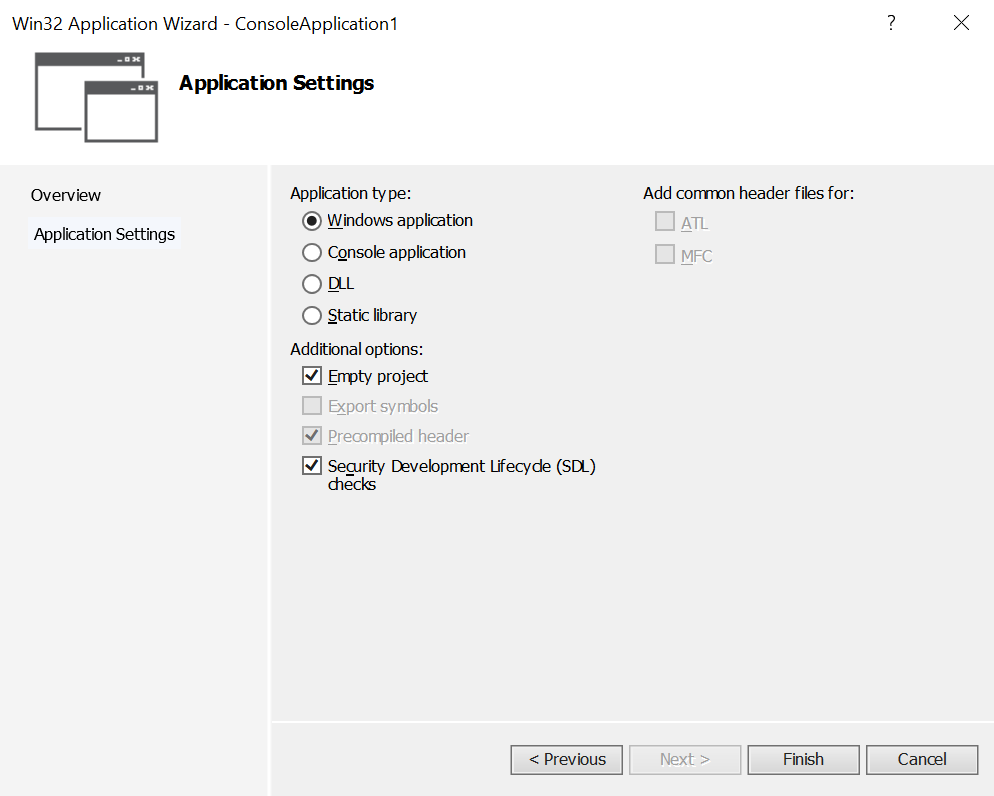 Win32 Application Wizard - ConsoleApplication1
?
Application Settings
Overview
Application Settings
Application type:
Windows application
Console application
DLL
Static library
Additional options:
Empty project
Export symbols
Precompiled header
Security Development Lifecycle (SDL)
checks
Add common header files for:
ATL
MFC
< Previous
Next >
Finish
Cancel